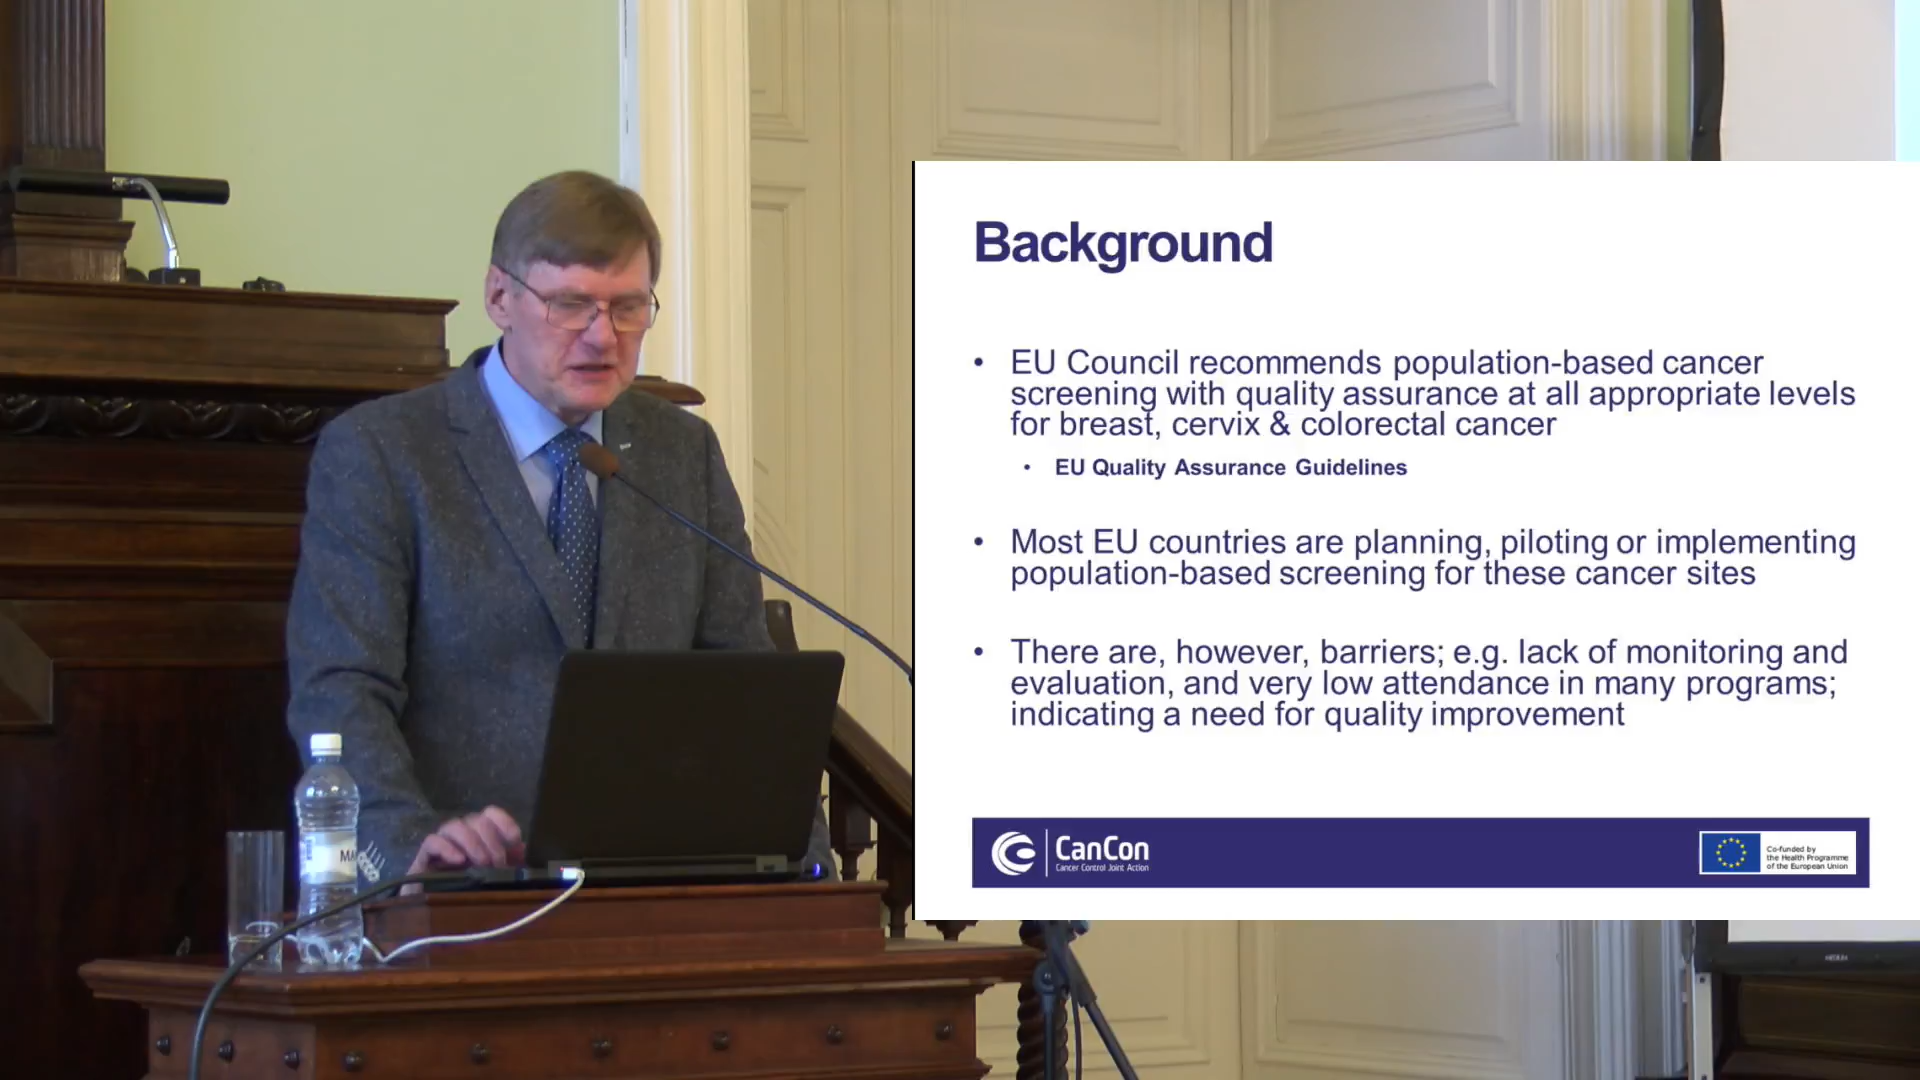 Background
• EU Council recommends population-based cancer
screening with quality assurance at all appropriate levels
for breast, cervix & colorectal cancer
• EU Quality Assurance Guidelines
• Most EU countries are planning, piloting or implementing
population-based screening for these cancer sites
• There are, however, barriers; e.g. lack of monitoring and
evaluation, and very low attendance in many programs;
indicating a need for quality improvement
CanCon
Cancer Control Joint Action
Co-funded by
the Health Programme
of the European Union